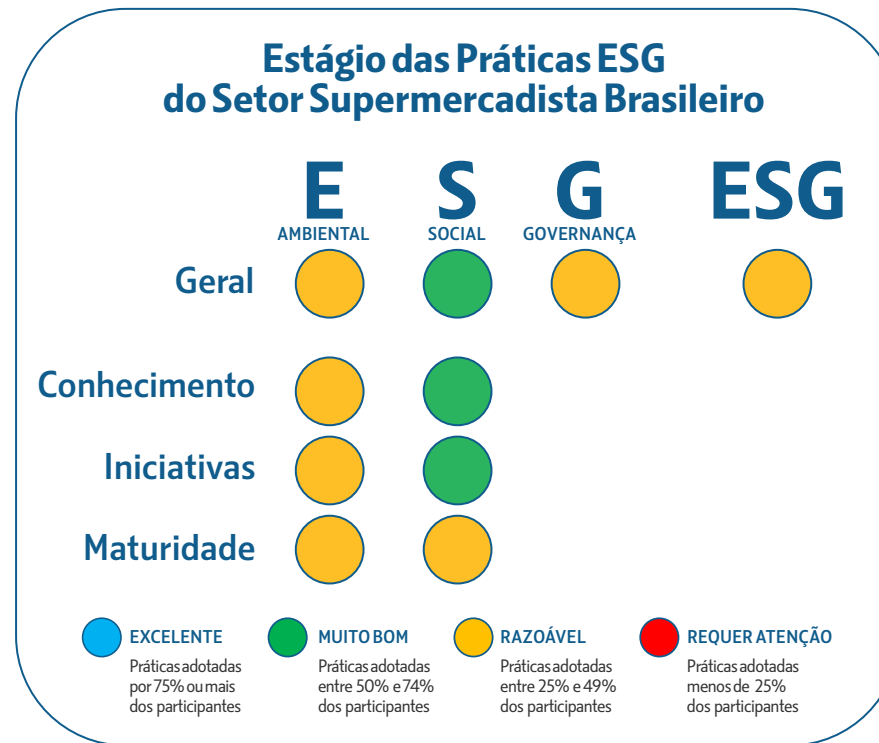 Estágio das Práticas ESG
do Setor Supermercadista Brasileiro
E S G ESG
AMBIENTAL SOCIAL GOVERNANÇA
Geral
Conhecimento
Iniciativas
Maturidade
EXCELENTE
Práticas adotadas
por 75% ou mais
dos participantes
MUITO BOM
Práticas adotadas
entre 50% e 74%
dos participantes
RAZOÁVEL
Práticas adotadas
entre 25% e 49%
dos participantes
REQUER ATENÇÃO
Práticas adotadas
menos de 25%
dos participantes